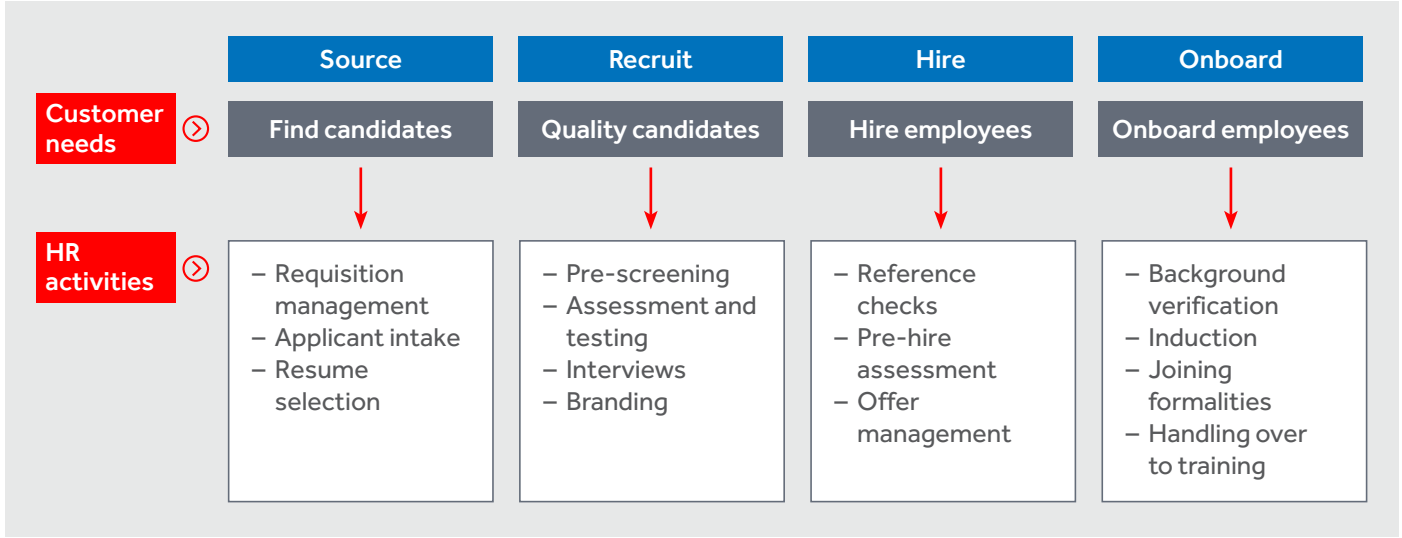 Source
Recruit
Hire
Onboard
Customer
needs
Find candidates
Quality candidates
Hire employees
Onboard employees
HR
activities
– Requisition
management
– Applicant intake
– Resume
selection
– Pre-screening
– Assessment and
testing
– Interviews
– Branding
– Reference
checks
– Pre-hire
assessment
– Offer
management
– Background
verification
– Induction
– Joining
formalities
– Handling over
to training